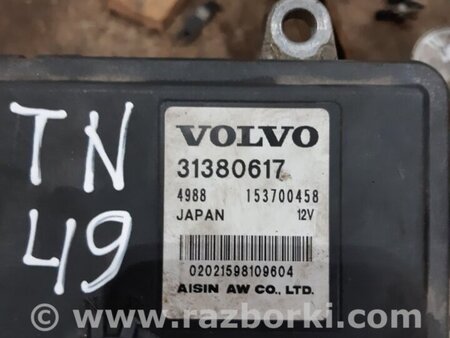 TN
49
VOLVO
31380617
4988 153700458
JAPAN 12V
02021598109604
AISIN AW CO., LTD.
© www.razborki.com